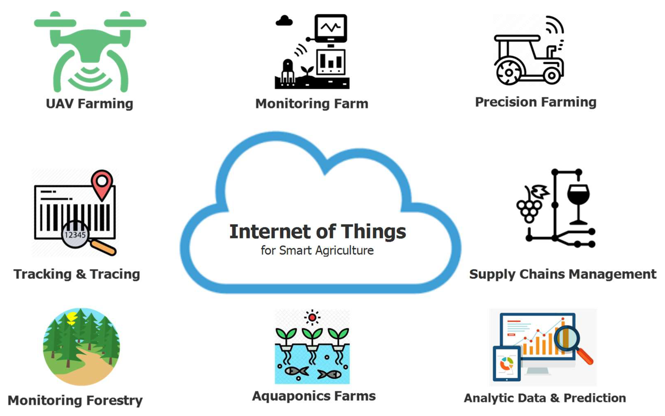 UAV Farming
Monitoring Farm
Precision Farming
Internet of Things
for Smart Agriculture
12345
Tracking & Tracing
Supply Chains Management
Monitoring Forestry
Aquaponics Farms
Analytic Data & Prediction